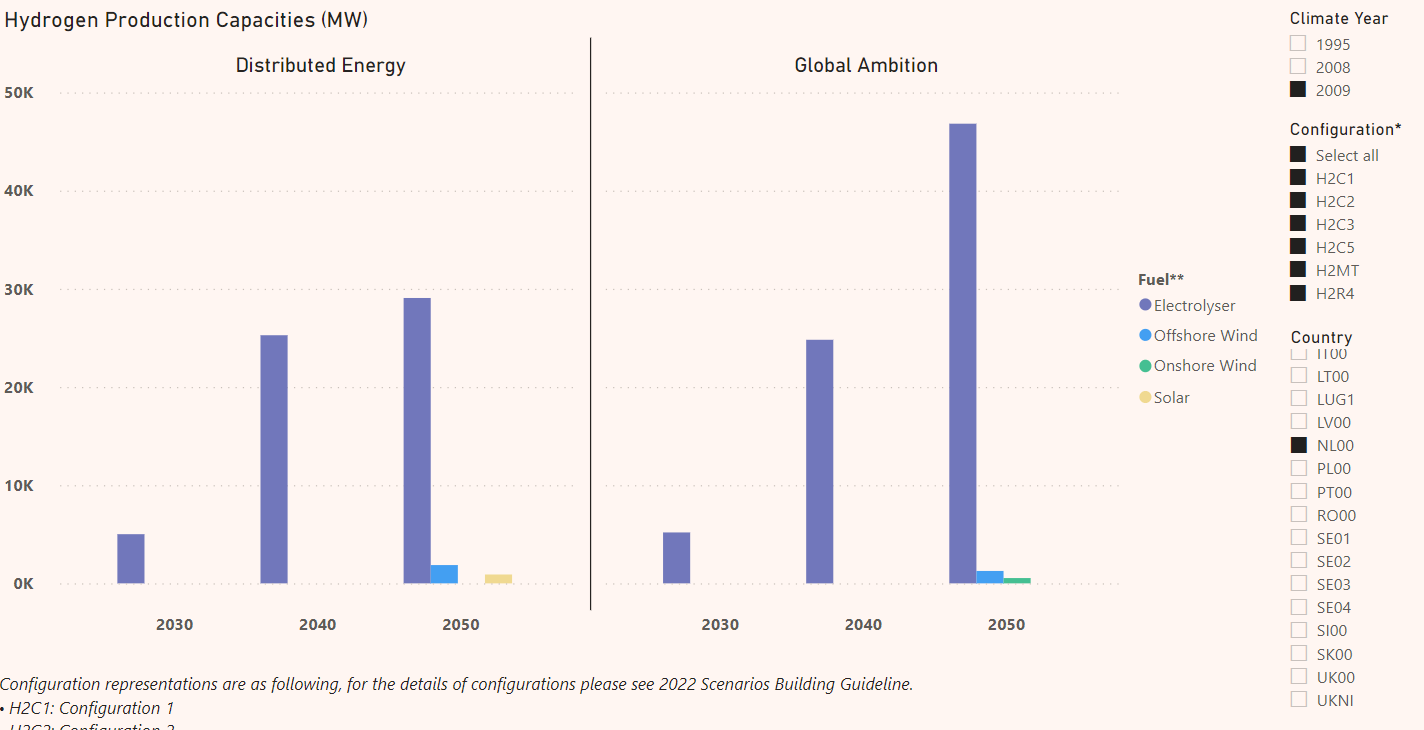 Hydrogen Production Capacities (MW)
Distributed Energy
Global Ambition
50K
40K
30K
20K
10K
0K
2030
2040
2050
2030
2040
2050
Fuel**
Electrolyser
Offshore Wind
Onshore Wind
Solar
Climate Year
1995
2008
2009
Configuration*
Select all
H2C1
H2C2
H2C3
H2C5
H2MT
H2R4
Country
IT00
LT00
LUG1
LV00
NL00
PL00
PT00
RO00
SE01
SE02
SE03
SE04
SI00
SK00
UK00
UKNI
Configuration representations are as following, for the details of configurations please see 2022 Scenarios Building Guideline.
• H2C1: Configuration 1
H2C2: Configuration 2